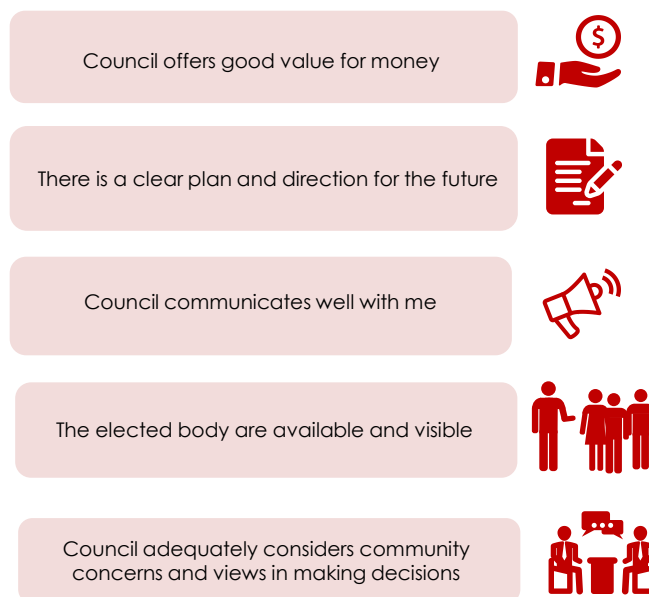 Council offers good value for money
$
There is a clear plan and direction for the future
Council communicates well with me
The elected body are available and visible
Council adequately considers community
concerns and views in making decisions